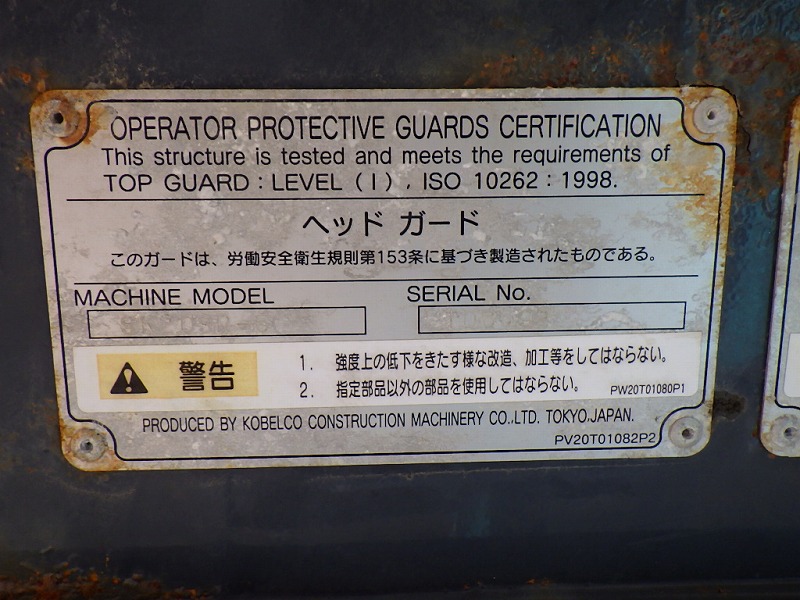 OPERATOR PROTECTIVE GUARDS CERTIFICATION
This structure is tested and meets the requirements of
TOP GUARD : LEVEL (I), ISO 10262 : 1998.
ヘッド ガード
このガードは、労働安全衛生規則第153条に基づき製造されたものである。
MACHINE MODEL
SERIAL No.
警告
1. 強度上の低下をきたす様な改造、加工等をしてはならない。
2. 指定部品以外の部品を使用してはならない。
PW20T01080P1
PRODUCED BY KOBELCO CONSTRUCTION MACHINERY CO.,LTD. TOKYO,JAPAN.
PV20T01082P2